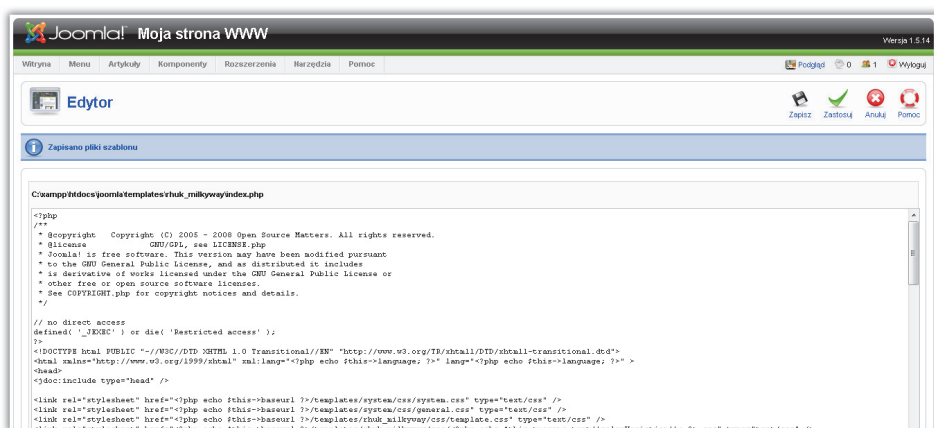 Joomla! Moja strona WWW
Wersja 1.5.14
Witryna Menu Artykuły Komponenty Rozszerzenia Narzędzia Pomoc Podgląd 0 1 Wyloguj
Edytor
Zapisz Zastosuj Anuluj Pomoc
Zapisano pliki szablonu
C:\xampp\htdocs\joomla\templates\rhuk_milkyway\index.php
<?php
/**
* @copyright Copyright (C) 2005 - 2008 Open Source Matters. All rights reserved.
* @license GNU/GPL, see LICENSE.php
* Joomla! is free software. This version may have been modified pursuant
* to the GNU General Public License, and as distributed it includes
* is derivative of works licensed under the GNU General Public License or
* other free or open source software licenses.
* See COPYRIGHT.php for copyright notices and details.
*/
// no direct access
defined( '_JEXEC' ) or die( 'Restricted access' );
?>
<!DOCTYPE html PUBLIC "-//W3C//DTD XHTML 1.0 Transitional//EN" "http://www.w3.org/TR/xhtml1/DTD/xhtml1-transitional.dtd">
<html xmlns="http://www.w3.org/1999/xhtml" xml:lang="<?php echo $this->language; ?>" lang="<?php echo $this->language; ?>" >
<head>
<jdoc:include type="head" />
<link rel="stylesheet" href="<?php echo $this->baseurl ?>/templates/system/css/system.css" type="text/css" />
<link rel="stylesheet" href="<?php echo $this->baseurl ?>/templates/system/css/general.css" type="text/css" />
<link rel="stylesheet" href="<?php echo $this->baseurl ?>/templates/rhuk_milkyway/css/template.css" type="text/css" />